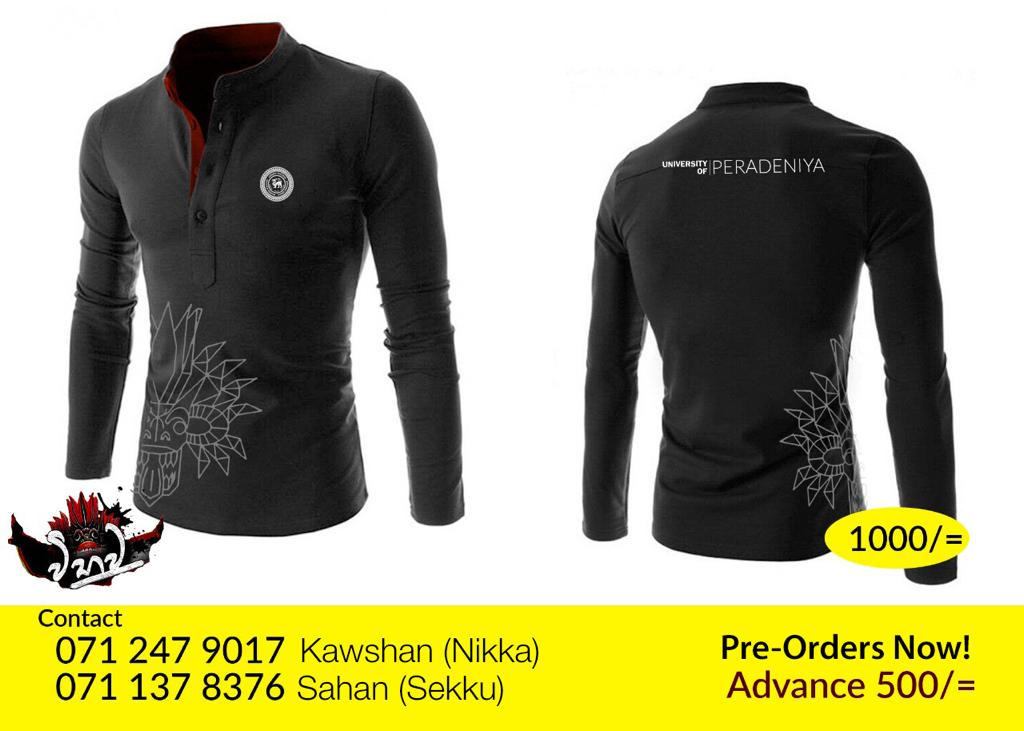 UNIVERSITY OF PERADENIYA
1000/=
Contact
071 247 9017 Kawshan (Nikka)
071 137 8376 Sahan (Sekku)
Pre-Orders Now!
Advance 500/=